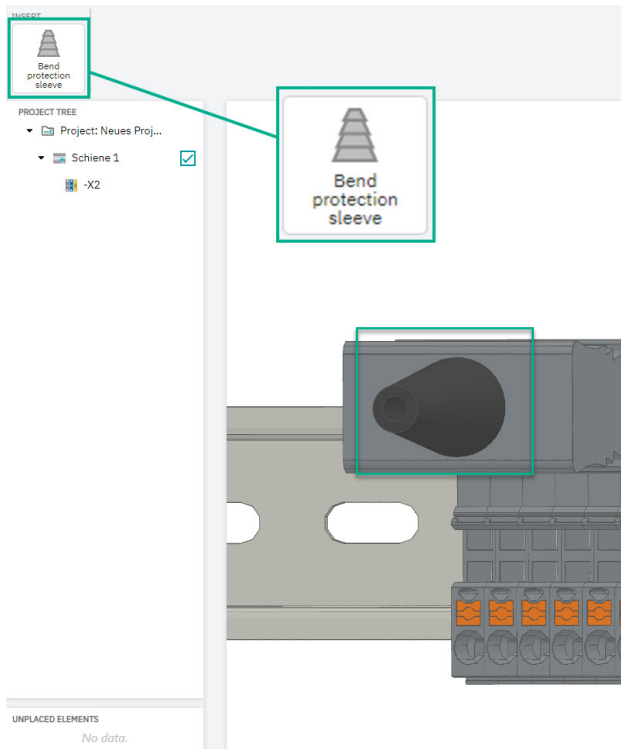 INSERT
Bend
protection
sleeve
PROJECT TREE
Project: Neues Proj...
Schiene 1
-X2
Bend
protection
sleeve
UNPLACED ELEMENTS
No data.